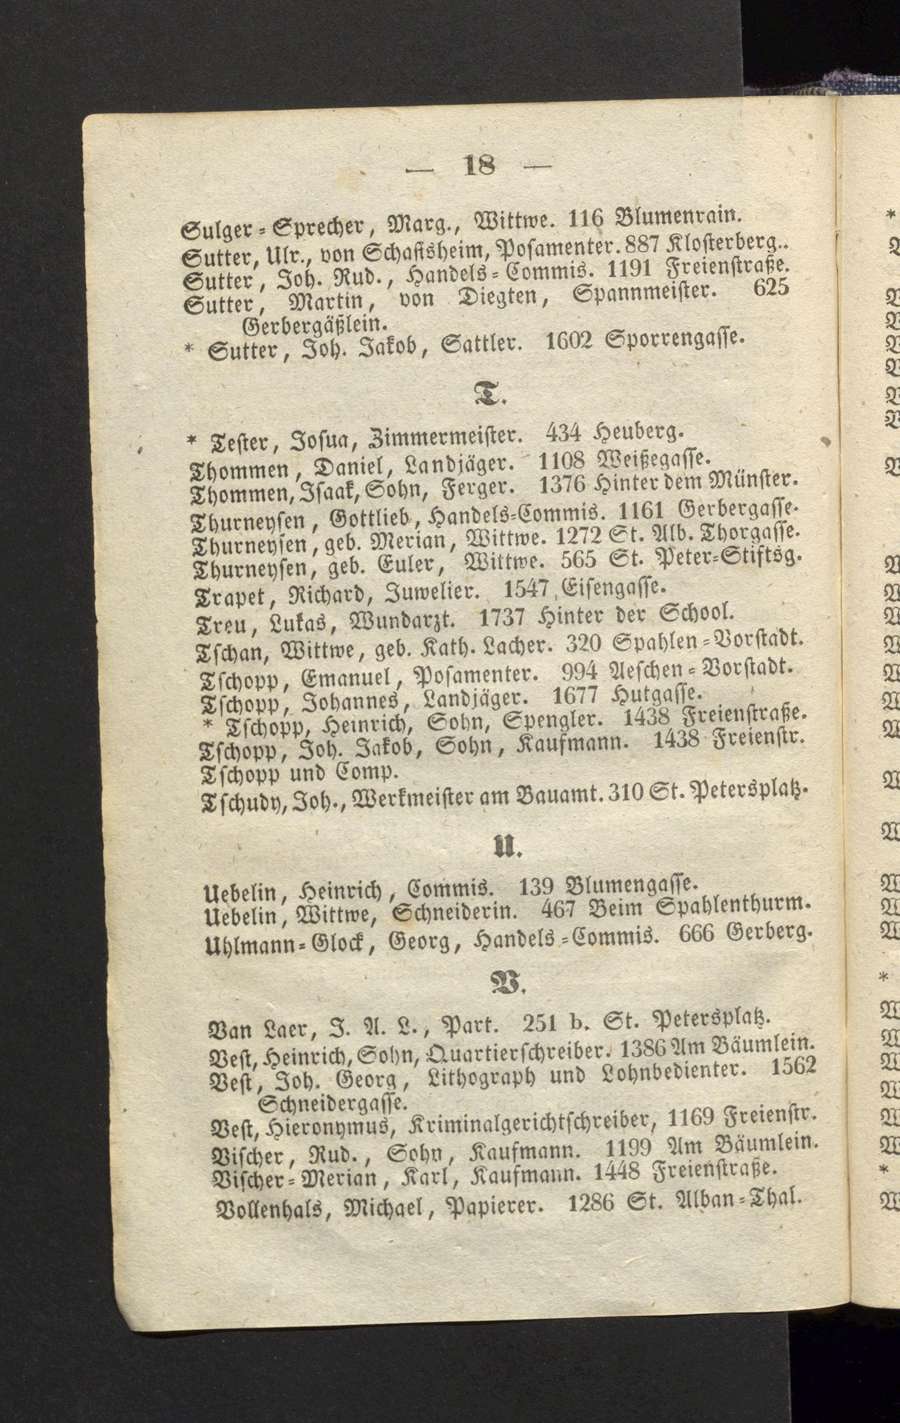 — 18 —
Sulger-Sprecher, Marg., Wittwe. 116 Blumenrain.
Sutter, Ulr., von Schafisheim, Posamenter. 887 Klosterberg..
Sutter, Joh. Rud., Handels-Commis. 1191 Freienstraße.
Sutter, Martin, von Diegten, Spannmeister. 625
Gerbergäßlein.
* Sutter, Joh. Jakob, Sattler. 1602 Sporrengasse.
T.
* Tester, Josua, Zimmermeister. 434 Heuberg.
Thommen, Daniel, Landjäger. 1108 Weißegasse.
Thommen, Isaak, Sohn, Ferger. 1376 Hinter dem Münster.
Thurneysen, Gottlieb, Handels-Commis. 1161 Gerbergasse.
Thurneysen, geb. Merian, Wittwe. 1272 St. Alb. Thorgasse.
Thurneysen, geb. Euler, Wittwe. 565 St. Peter-Stiftsg.
Trapet, Richard, Juwelier. 1547 Eisengasse.
Treu, Lukas, Wundarzt. 1737 Hinter der School.
Tschan, Wittwe, geb. Kath. Lacher. 320 Spahlen-Vorstadt.
Tschopp, Emanuel, Posamenter. 994 Aeschen-Vorstadt.
Tschopp, Johannes, Landjäger. 1677 Hutgasse.
* Tschopp, Heinrich, Sohn, Spengler. 1438 Freienstraße.
Tschopp, Joh. Jakob, Sohn, Kaufmann. 1438 Freienstr.
Tschopp und Comp.
Tschudy, Joh., Werkmeister am Bauamt. 310 St. Petersplatz.
U.
Uebelin, Heinrich, Commis. 139 Blumengasse.
Uebelin, Wittwe, Schneiderin. 467 Beim Spahlenthurm.
Uhlmann-Glock, Georg, Handels-Commis. 666 Gerberg.
V.
Van Laer, J. A. L., Part. 251 b. St. Petersplatz.
Vest, Heinrich, Sohn, Quartierschreiber. 1386 Am Bäumlein.
Vest, Joh. Georg, Lithograph und Lohnbedienter. 1562
Schneidergasse.
Vest, Hieronymus, Kriminalgerichtschreiber, 1169 Freienstr.
Vischer, Rud., Sohn, Kaufmann. 1199 Am Bäumlein.
Vischer-Merian, Karl, Kaufmann. 1448 Freienstraße.
Vollenhals, Michael, Papierer. 1286 St. Alban-Thal.